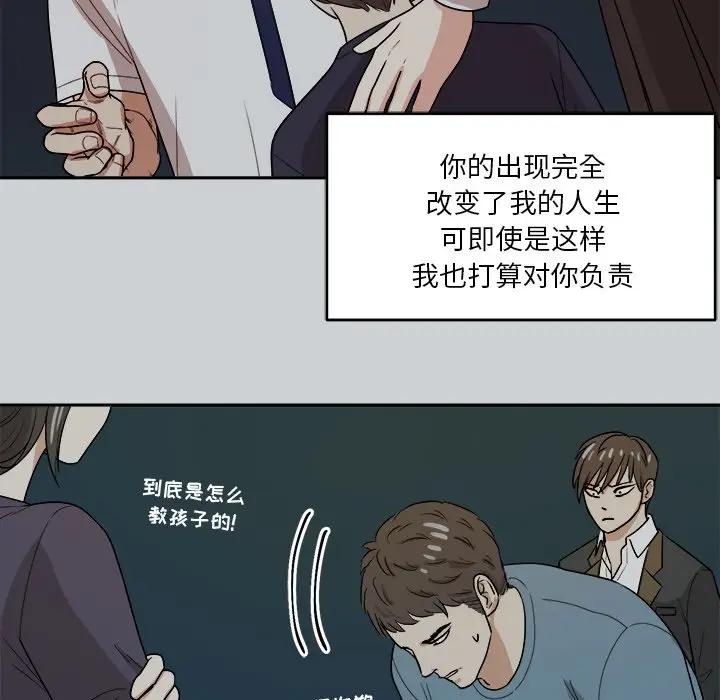 你的出现完全
改变了我的人生
可即使是这样
我也打算对你负责
到底是怎么
教孩子的!